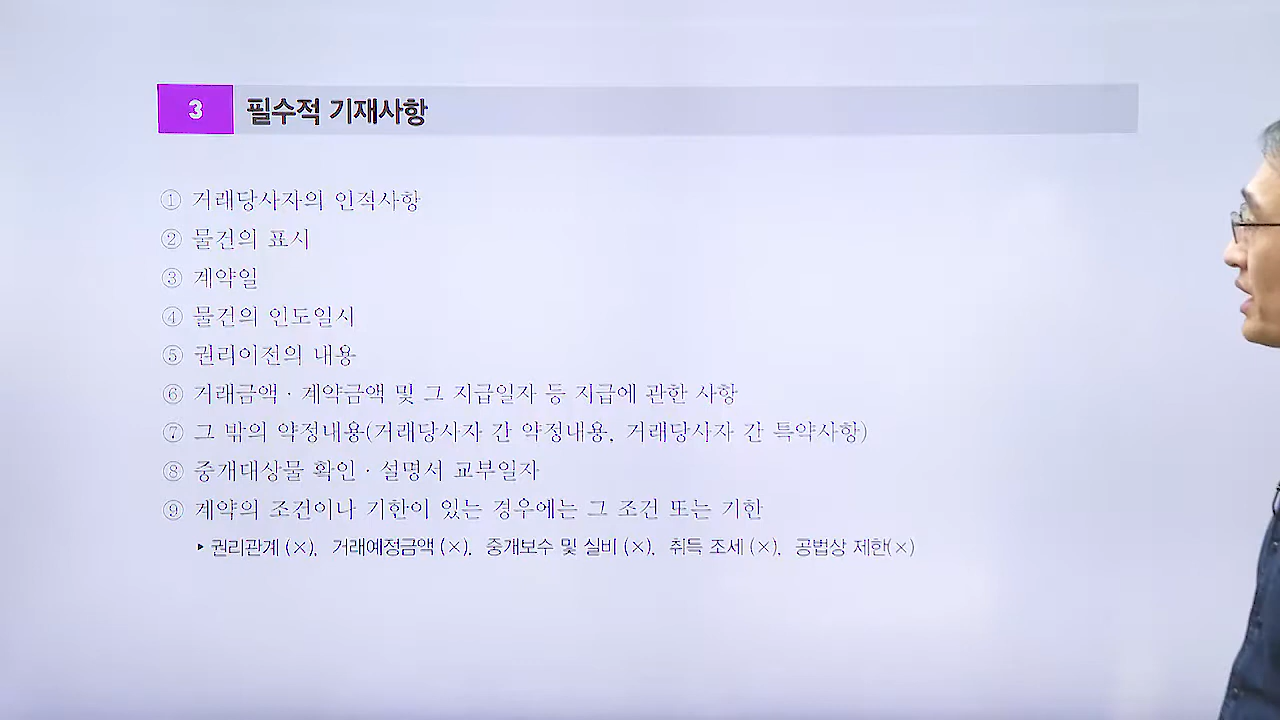 3 필수적 기재사항
① 거래당사자의 인적사항
② 물건의 표시
③ 계약일
④ 물건의 인도일시
⑤ 권리이전의 내용
⑥ 거래금액 · 계약금액 및 그 지급일자 등 지급에 관한 사항
⑦ 그 밖의 약정내용(거래당사자 간 약정내용, 거래당사자 간 특약사항)
⑧ 중개대상물 확인 · 설명서 교부일자
⑨ 계약의 조건이나 기한이 있는 경우에는 그 조건 또는 기한
▸ 권리관계 (×), 거래예정금액 (×), 중개보수 및 실비 (×), 취득 조세 (×), 공법상 제한(×)